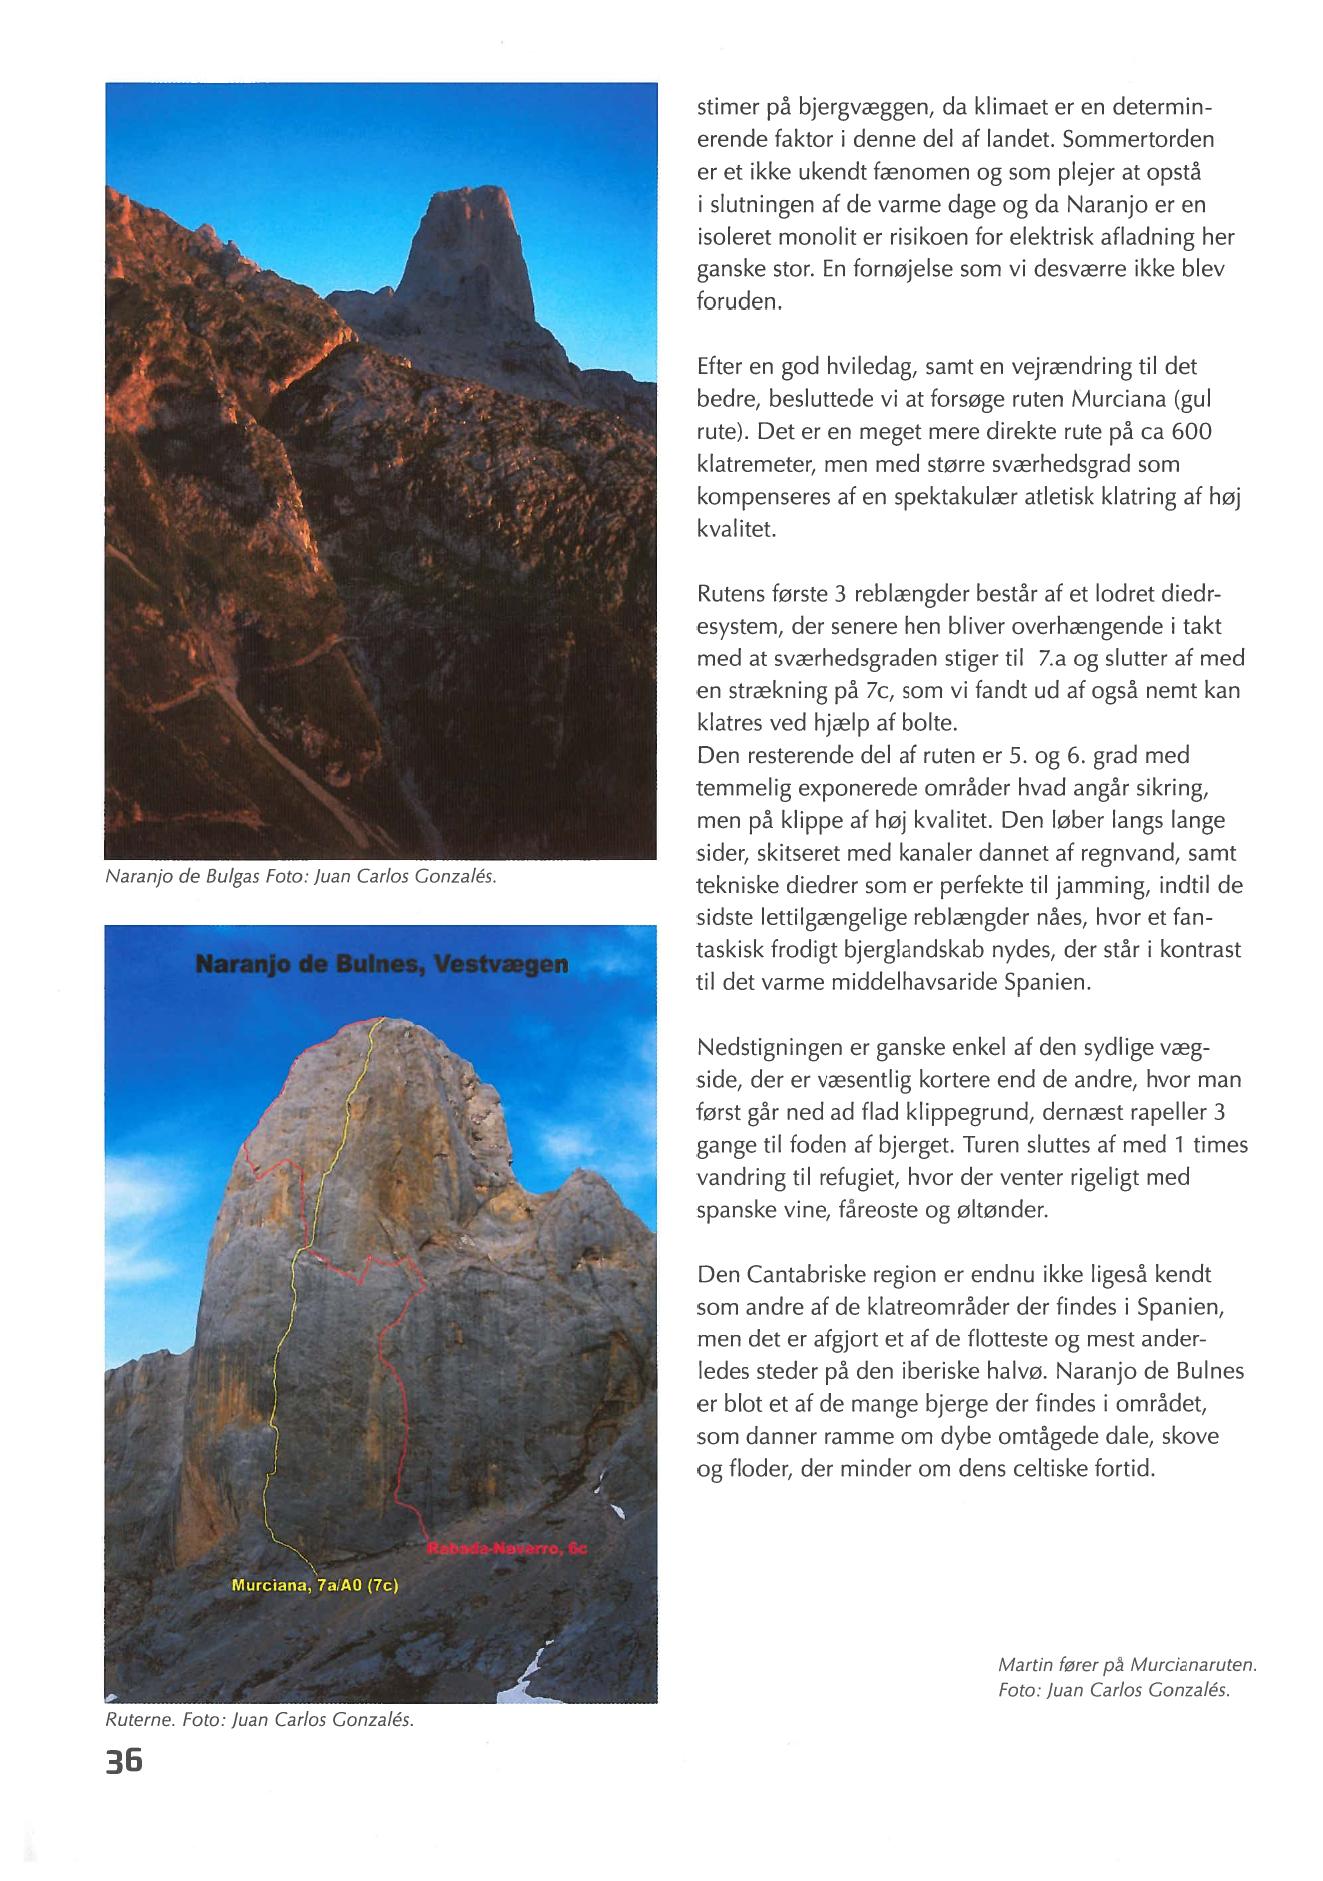 stimer på bjergvæggen, da klimaet er en determin-
erende faktor i denne del af landet. Sommertorden
er et ikke ukendt fænomen og som plejer at opstå
i slutningen af de varme dage og da Naranjo er en
isoleret monolit er risikoen for elektrisk afladning her
ganske stor. En fornøjelse som vi desværre ikke blev
foruden.
Efter en god hviledag, samt en vejrændring til det
bedre, besluttede vi at forsøge ruten Murciana (gul
rute). Det er en meget mere direkte rute på ca 600
klatremeter, men med større sværhedsgrad som
kompenseres af en spektakulær atletisk klatring af høj
kvalitet.
Rutens første 3 reblængder består af et lodret diedr-
esystem, der senere hen bliver overhængende i takt
med at sværhedsgraden stiger til 7.a og slutter af med
en strækning på 7c, som vi fandt ud af også nemt kan
klatres ved hjælp af bolte.
Den resterende del af ruten er 5. og 6. grad med
temmelig exponerede områder hvad angår sikring,
men på klippe af høj kvalitet. Den løber langs lange
sider, skitseret med kanaler dannet af regnvand, samt
tekniske diedrer som er perfekte til jamming, indtil de
sidste lettilgængelige reblængder nåes, hvor et fan-
taskisk frodigt bjerglandskab nydes, der står i kontrast
til det varme middelhavsaride Spanien.
Nedstigningen er ganske enkel af den sydlige væg-
side, der er væsentlig kortere end de andre, hvor man
først går ned ad flad klippegrund, dernæst rapeller 3
gange til foden af bjerget. Turen sluttes af med 1 times
vandring til refugiet, hvor der venter rigeligt med
spanske vine, fåreoste og øltønder.
Den Cantabriske region er endnu ikke ligeså kendt
som andre af de klatreområder der findes i Spanien,
men det er afgjort et af de flotteste og mest ander-
ledes steder på den iberiske halvø. Naranjo de Bulnes
er blot et af de mange bjerge der findes i området,
som danner ramme om dybe omtågede dale, skove
og floder, der minder om dens celtiske fortid.
Naranjo de Bulgas Foto: Juan Carlos Gonzalés.
Naranjo de Bulnes, Vestvægen
Rabada-Navarro, 6c
Murciana, 7a/A0 (7c)
Ruterne. Foto: Juan Carlos Gonzalés.
Martin fører på Murcianaruten.
Foto: Juan Carlos Gonzalés.
36